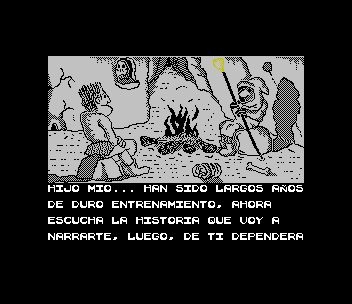 HIJO MIO... HAN SIDO LARGOS AÑOS
DE DURO ENTRENAMIENTO, AHORA
ESCUCHA LA HISTORIA QUE VOY A
NARRARTE, LUEGO, DE TI DEPENDERA